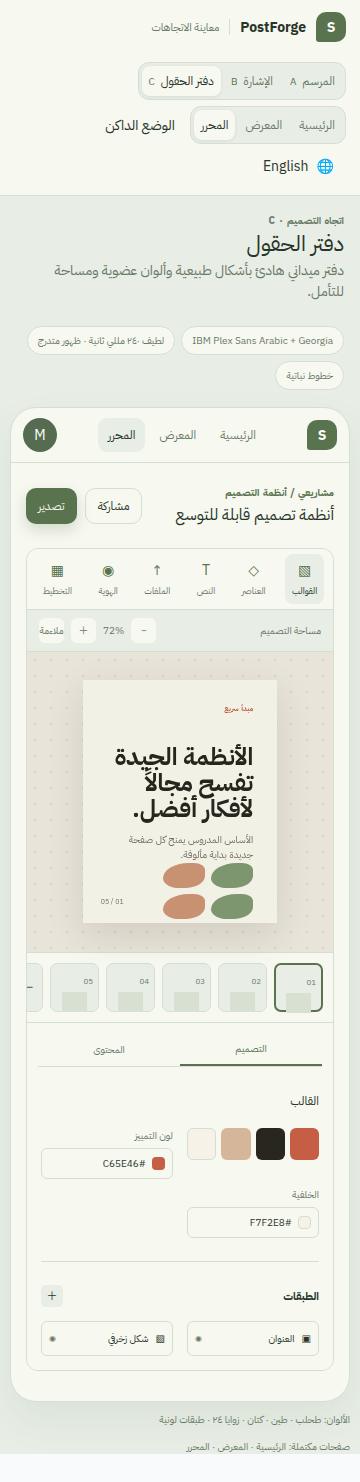 S PostForge معاينة الاتجاهات
A المرسم B الإشارة C دفتر الحقول
الرئيسية المعرض المحرر الوضع الداكن
🌐 English
اتجاه التصميم · C
دفتر الحقول
دفتر ميداني هادئ بأشكال طبيعية وألوان عضوية ومساحة
للتأمل.
IBM Plex Sans Arabic + Georgia لطيف ٢٤٠ مللي ثانية · ظهور متدرج
خطوط نباتية
S الرئيسية المعرض المحرر M
مشاريعي / أنظمة التصميم
أنظمة تصميم قابلة للتوسع مشاركة تصدير
القوالب العناصر النص الملفات الهوية التخطيط
مساحة التصميم − 72% + ملاءمة
مبدأ سريع
الأنظمة الجيدة
تفسح مجالاً
لأفكار أفضل.
الأساس المدروس يمنح كل صفحة
جديدة بداية مألوفة.
01 / 05
01 02 03 04 05
التصميم المحتوى
القالب
لون التمييز
#C65E46
الخلفية
#F7F2E8
الطبقات +
العنوان شكل زخرفي
الألوان: طحلب · طين · كتان · زوايا ٢٤ · طبقات لونية
صفحات مكتملة: الرئيسية · المعرض · المحرر